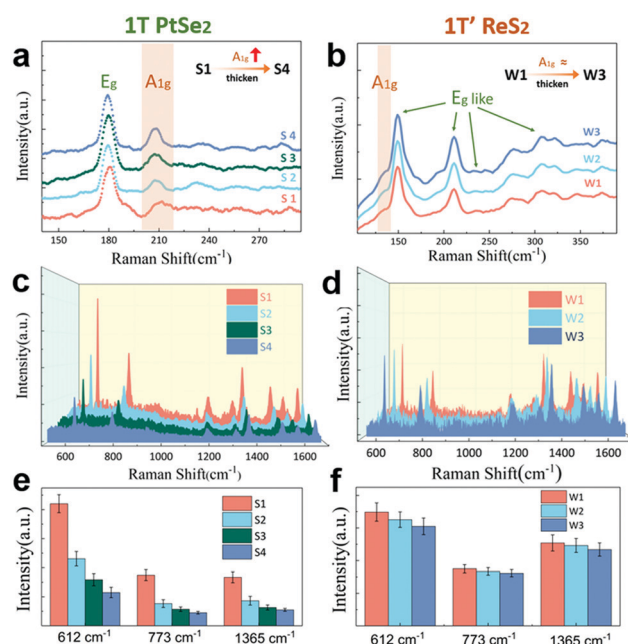 1T PtSe2
1T' ReS2
a
Intensity(a.u.)
Eg
A1g
A1g
S1 S4
thicken
S 4
S 3
S 2
S 1
140 180 210 240 270
Raman Shift(cm-1)
b
Intensity(a.u.)
A1g
A1g ≈
W1 W3
thicken
Eg like
W3
W2
W1
150 200 250 300 350
Raman Shift(cm-1)
c
Intensity(a.u.)
S1
S2
S3
S4
600 800 1000 1200 1400 1600
Raman Shift(cm-1)
d
Intensity(a.u.)
W1
W2
W3
600 800 1000 1200 1400 1600
Raman Shift(cm-1)
e
Intensity(a.u.)
S1
S2
S3
S4
612 cm-1 773 cm-1 1365 cm-1
f
Intensity(a.u.)
W1
W2
W3
612 cm-1 773 cm-1 1365 cm-1